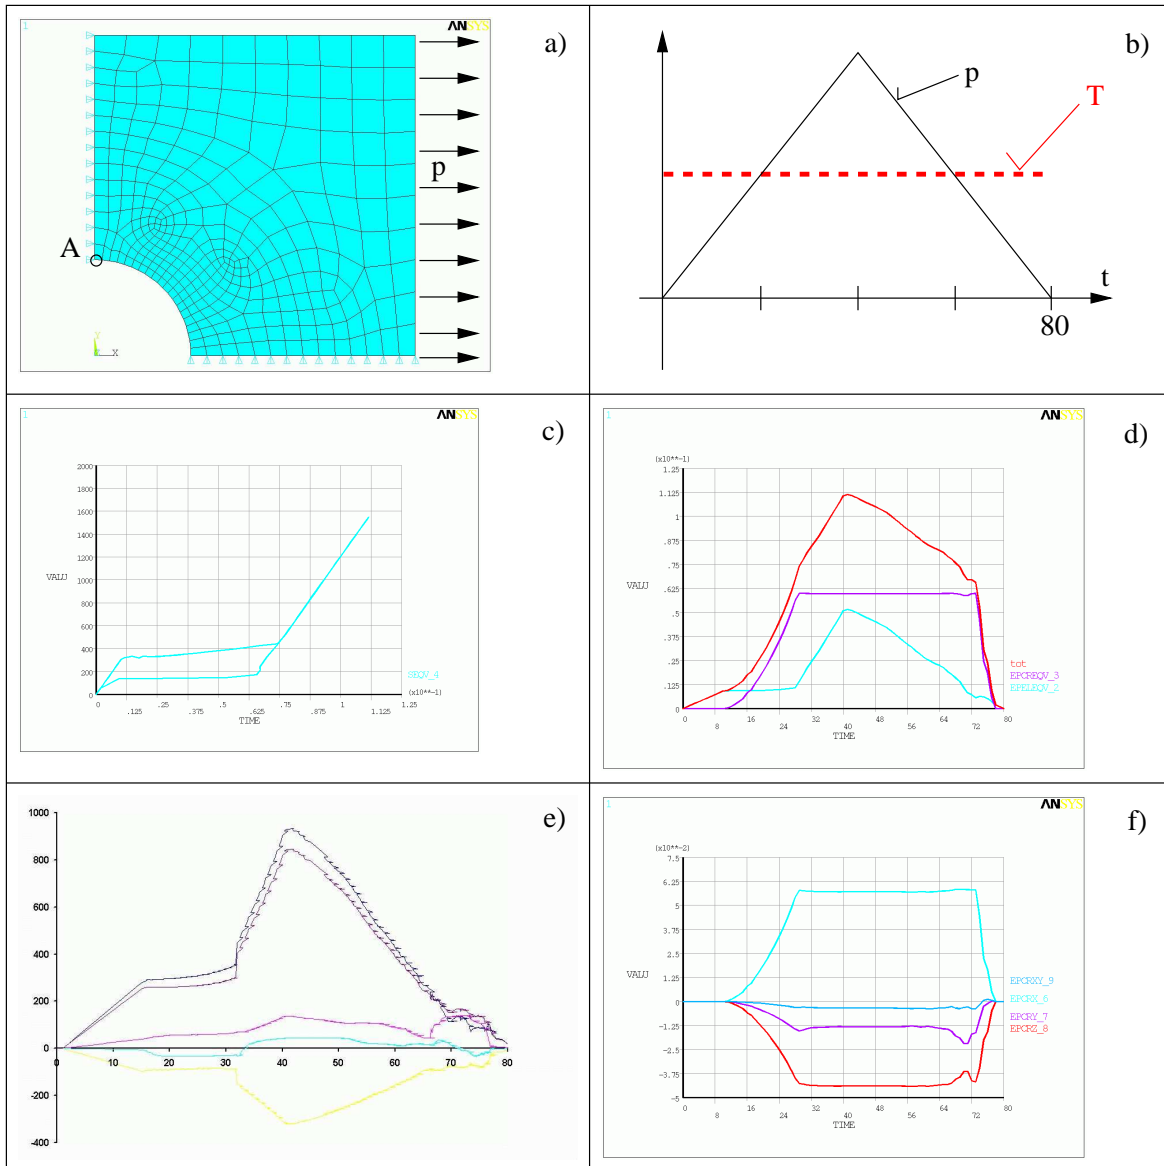 1
ANSYS
a)
p
A
Y
Z X
b)
p
T
t
80
1
ANSYS
c)
2000
1800
1600
1400
1200
1000
800
600
400
200
0
VALU
SEQV_4
(x10**-1)
0 .125 .25 .375 .5 .625 .75 .875 1 1.125 1.25
TIME
1
ANSYS
d)
(x10**-1)
1.25
1.125
1
.875
.75
.625
.5
.375
.25
.125
0
VALU
tot
EPCREQV_3
EPELEQV_2
0 8 16 24 32 40 48 56 64 72 80
TIME
e)
1000
800
600
400
200
0
-200
-400
0 10 20 30 40 50 60 70 80
1
ANSYS
f)
(x10**-2)
7.5
6.25
5
3.75
2.5
1.25
0
-1.25
-2.5
-3.75
-5
VALU
EPCRXY_9
EPCRX_6
EPCRY_7
EPCRZ_8
0 8 16 24 32 40 48 56 64 72 80
TIME